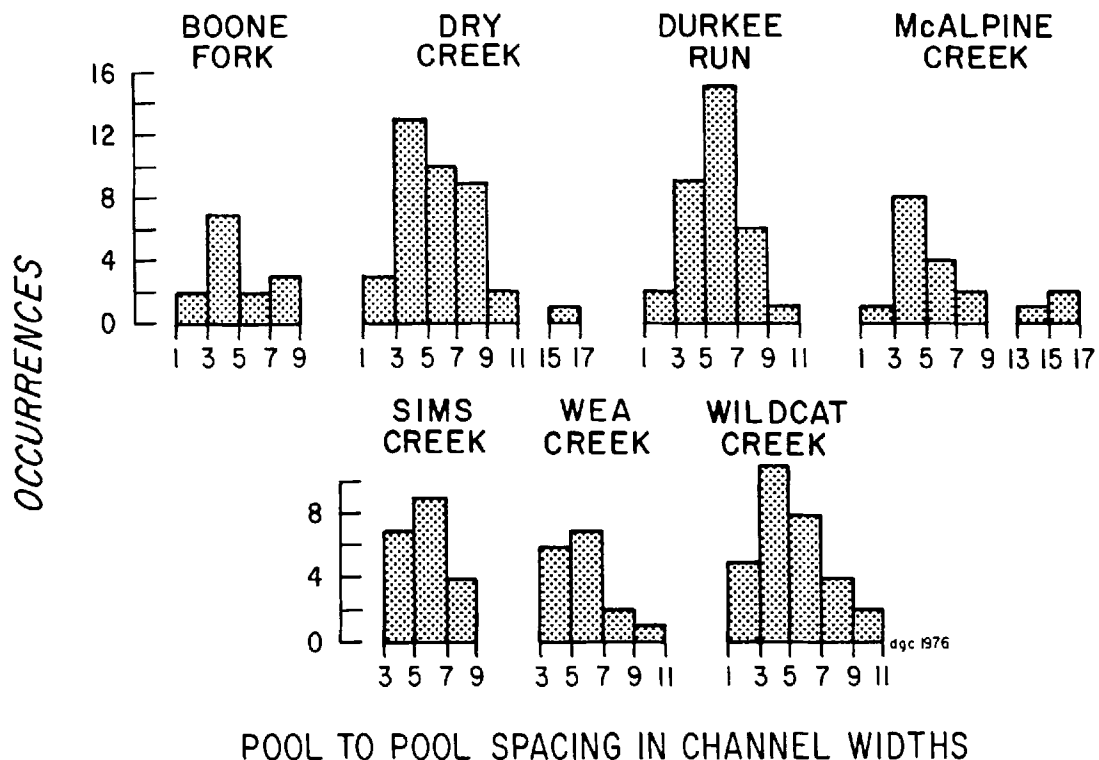 BOONE FORK
DRY CREEK
DURKEE RUN
McALPINE CREEK
16
12
8
4
0
1 3 5 7 9
1 3 5 7 9 11 15 17
1 3 5 7 9 11
1 3 5 7 9 13 15 17
OCCURRENCES
SIMS CREEK
WEA CREEK
WILDCAT CREEK
8
4
0
3 5 7 9
3 5 7 9 11
1 3 5 7 9 11
dgc 1976
POOL TO POOL SPACING IN CHANNEL WIDTHS